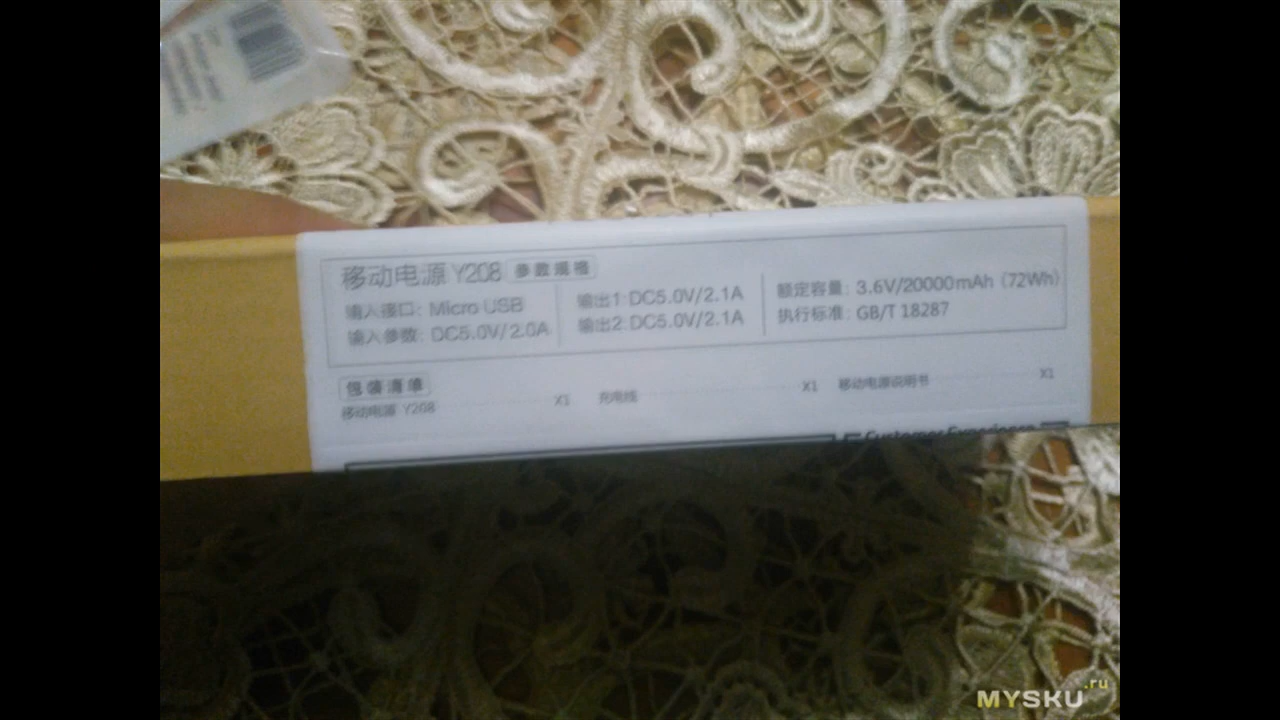 移动电源 Y208 参数规格
输入接口: Micro USB
输入参数: DC5.0V/2.0A
输出1: DC5.0V/2.1A
输出2: DC5.0V/2.1A
额定容量: 3.6V/20000mAh (72Wh)
执行标准: GB/T 18287
包装清单
移动电源 Y208 X1 充电线 X1 移动电源说明书 X1
Customer Experience
MYSKU.ru